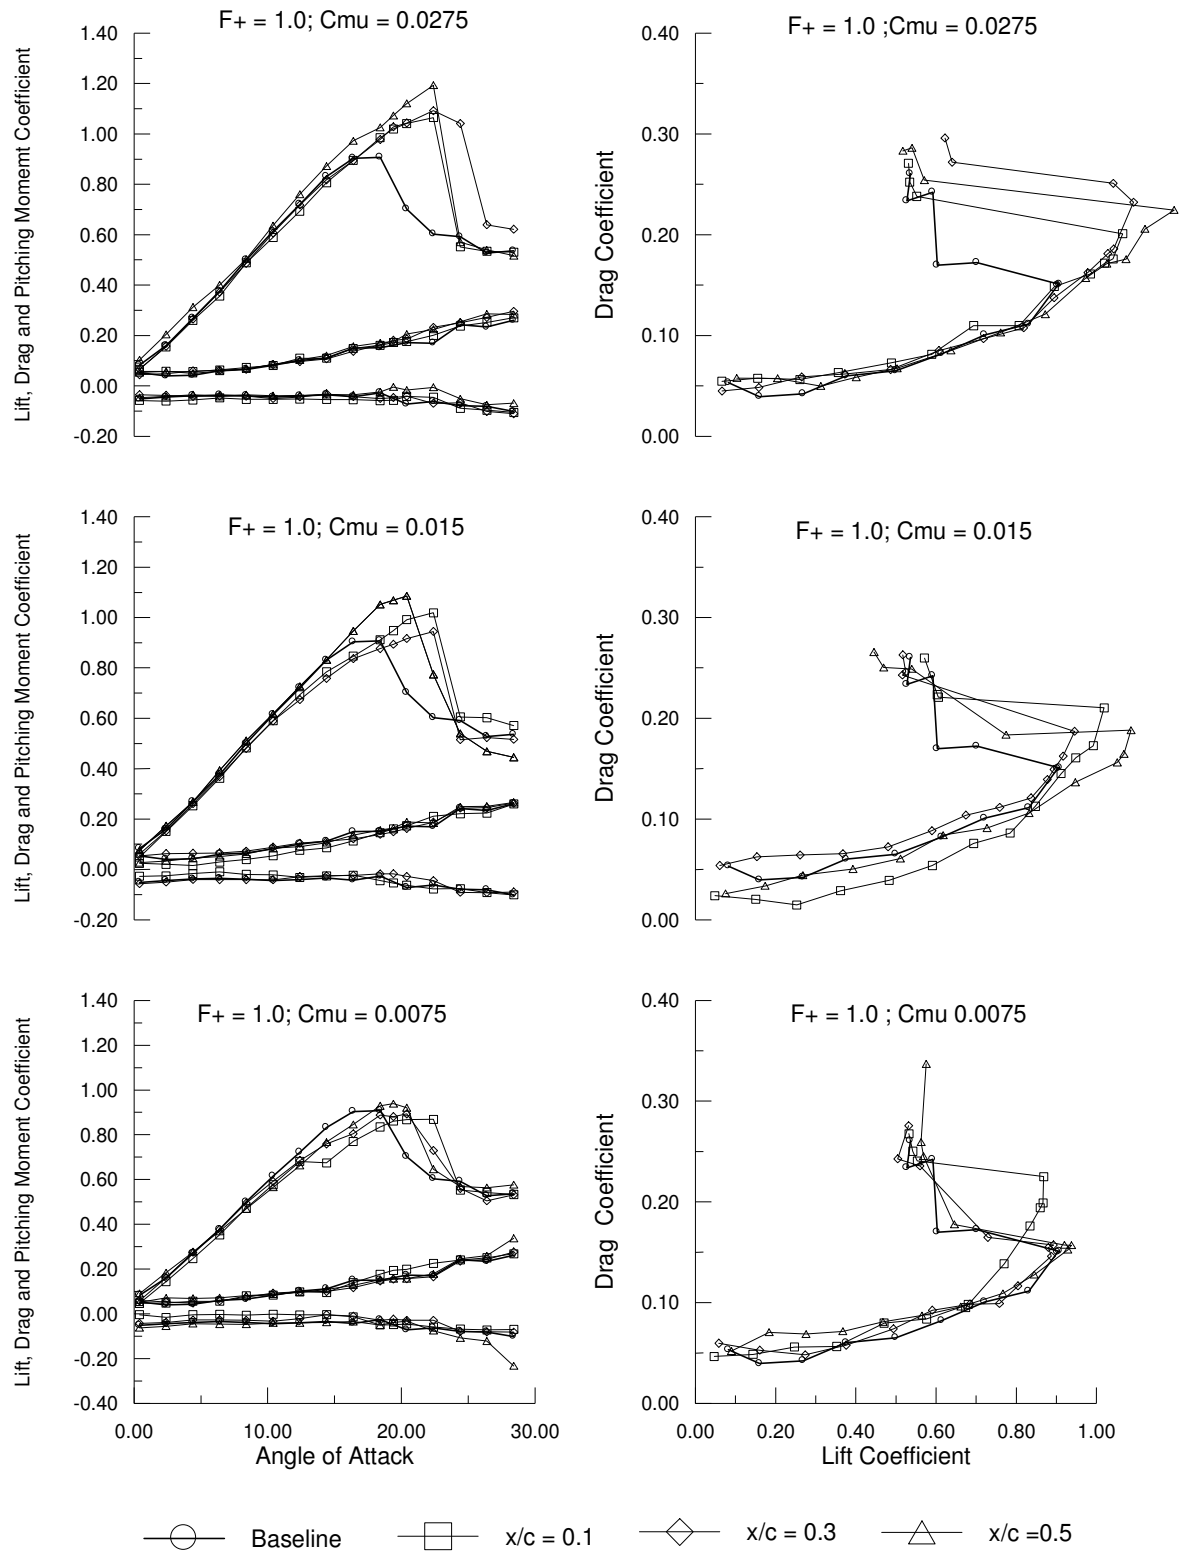 F+ = 1.0; Cmu = 0.0275
Lift, Drag and Pitching Momemt Coefficient
1.40
1.20
1.00
0.80
0.60
0.40
0.20
0.00
-0.20
F+ = 1.0 ;Cmu = 0.0275
Drag Coefficient
0.40
0.30
0.20
0.10
0.00
F+ = 1.0; Cmu = 0.015
Lift, Drag and Pitching Moment Coefficient
1.40
1.20
1.00
0.80
0.60
0.40
0.20
0.00
-0.20
F+ = 1.0; Cmu = 0.015
Drag Coefficient
0.40
0.30
0.20
0.10
0.00
F+ = 1.0; Cmu = 0.0075
Lift, Drag and Pitching Moment Coefficient
1.40
1.20
1.00
0.80
0.60
0.40
0.20
0.00
-0.20
-0.40
0.00 10.00 20.00 30.00
Angle of Attack
F+ = 1.0 ; Cmu 0.0075
Drag Coefficient
0.40
0.30
0.20
0.10
0.00
0.00 0.20 0.40 0.60 0.80 1.00
Lift Coefficient
Baseline x/c = 0.1 x/c = 0.3 x/c =0.5